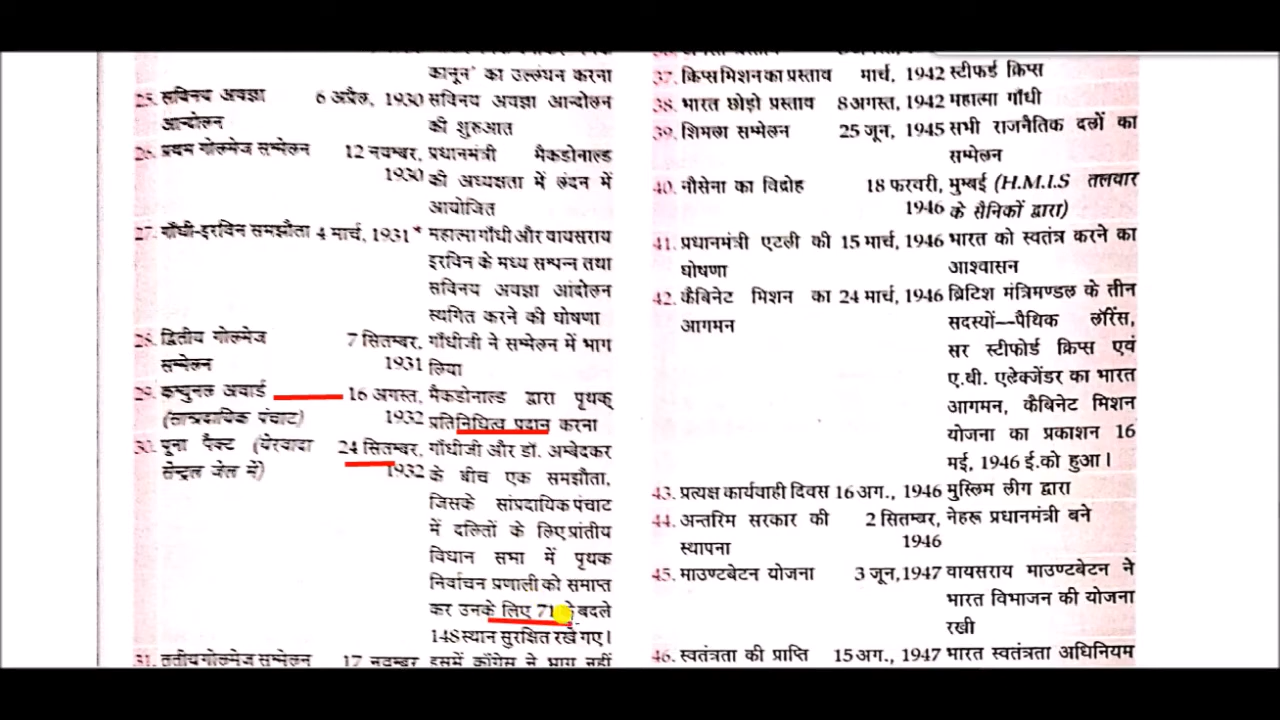 कानून' का उल्लंघन करना
25. सविनय अवज्ञा 6 अप्रैल, 1930 सविनय अवज्ञा आन्दोलन
आन्दोलन की शुरुआत
26. प्रथम गोलमेज सम्मेलन 12 नवम्बर, प्रधानमंत्री मैकडोनाल्ड
1930 की अध्यक्षता में लंदन में
आयोजित
27. गाँधी-इरविन समझौता 4 मार्च, 1931* महात्मा गाँधी और वायसराय
इरविन के मध्य सम्पन्न तथा
सविनय अवज्ञा आंदोलन
स्थगित करने की घोषणा
28. द्वितीय गोलमेज 7 सितम्बर, गाँधीजी ने सम्मेलन में भाग
सम्मेलन 1931 लिया
29. कम्युनल अवार्ड 16 अगस्त, मैकडोनाल्ड द्वारा पृथक्
(साम्प्रदायिक पंचाट) 1932 प्रतिनिधित्व प्रदान करना
30. पूना पैक्ट (येरवादा 24 सितम्बर, गाँधीजी और डॉ. अम्बेदकर
सेन्ट्रल जेल में) 1932 के बीच एक समझौता,
जिसके सांप्रदायिक पंचाट
में दलितों के लिए प्रांतीय
विधान सभा में पृथक
निर्वाचन प्रणाली को समाप्त
कर उनके लिए 71 बदले
148 स्थान सुरक्षित रखे गए।
31. तृतीय गोलमेज सम्मेलन 17 नवम्बर इसमें काँग्रेस ने भाग नहीं
37. क्रिप्स मिशन का प्रस्ताव मार्च, 1942 स्टीफर्ड क्रिप्स
38. भारत छोड़ो प्रस्ताव 8 अगस्त, 1942 महात्मा गाँधी
39. शिमला सम्मेलन 25 जून, 1945 सभी राजनैतिक दलों का
सम्मेलन
40. नौसेना का विद्रोह 18 फरवरी, मुम्बई (H.M.I.S तलवार
1946 के सैनिकों द्वारा)
41. प्रधानमंत्री एटली की 15 मार्च, 1946 भारत को स्वतंत्र करने का
घोषणा आश्वासन
42. कैबिनेट मिशन का 24 मार्च, 1946 ब्रिटिश मंत्रिमण्डल के तीन
आगमन सदस्यों—पैथिक लॉरेंस,
सर स्टीफोर्ड क्रिप्स एवं
ए.बी. एलेक्जेंडर का भारत
आगमन, कैबिनेट मिशन
योजना का प्रकाशन 16
मई, 1946 ई.को हुआ।
43. प्रत्यक्ष कार्यवाही दिवस 16 अग., 1946 मुस्लिम लीग द्वारा
44. अन्तरिम सरकार की 2 सितम्बर, नेहरू प्रधानमंत्री बने
स्थापना 1946
45. माउण्टबेटन योजना 3 जून, 1947 वायसराय माउण्टबेटन ने
भारत विभाजन की योजना
रखी
46. स्वतंत्रता की प्राप्ति 15 अग., 1947 भारत स्वतंत्रता अधिनियम